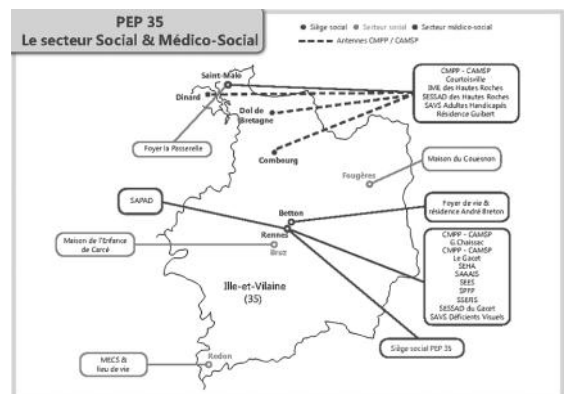 PEP 35
Le secteur Social & Médico-Social
Siège social
Secteur social
Secteur médico-social
Antennes CMPP / CAMSP
Saint-Malo
Dinard
Dol de
Bretagne
Combourg
Foyer la Passerelle
CMPP - CAMSP
Courtoisville
IME des Hautes Roches
SESSAD des Hautes Roches
SAVS Adultes Handicapés
Résidence Guibert
Maison du Couesnon
Fougères
SAPAD
Betton
Rennes
Foyer de vie &
résidence André Breton
Maison de l'Enfance
de Carcé
Bruz
CMPP - CAMSP
G.Chaissac
CMPP - CAMSP
Le Gacet
SEHA
SAAAIS
SEES
SPFP
SSEFIS
SESSAD du Gacet
SAVS Déficients Visuels
Ille-et-Vilaine
(35)
Siège social PEP 35
MECS &
lieu de vie
Redon